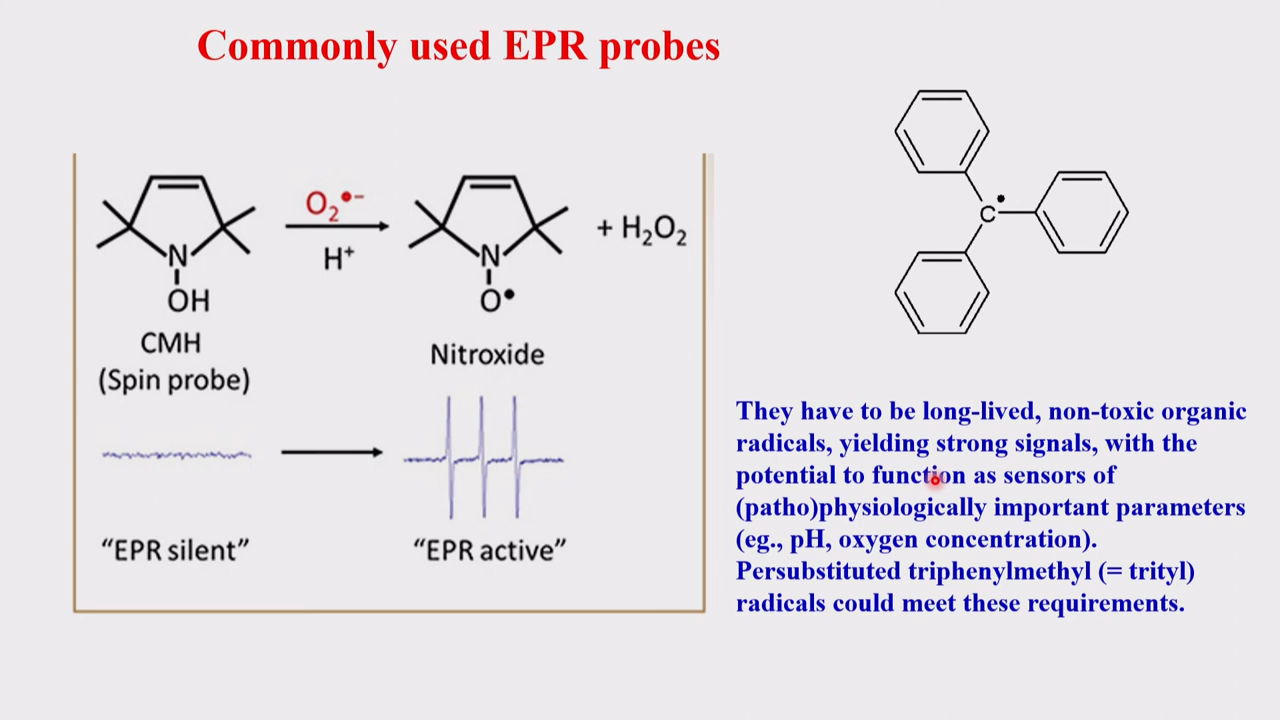 Commonly used EPR probes
O₂•−
H⁺
N
OH
CMH
(Spin probe)
N
O•
Nitroxide
+ H₂O₂
"EPR silent"
"EPR active"
C•
They have to be long-lived, non-toxic organic
radicals, yielding strong signals, with the
potential to function as sensors of
(patho)physiologically important parameters
(eg., pH, oxygen concentration).
Persubstituted triphenylmethyl (= trityl)
radicals could meet these requirements.